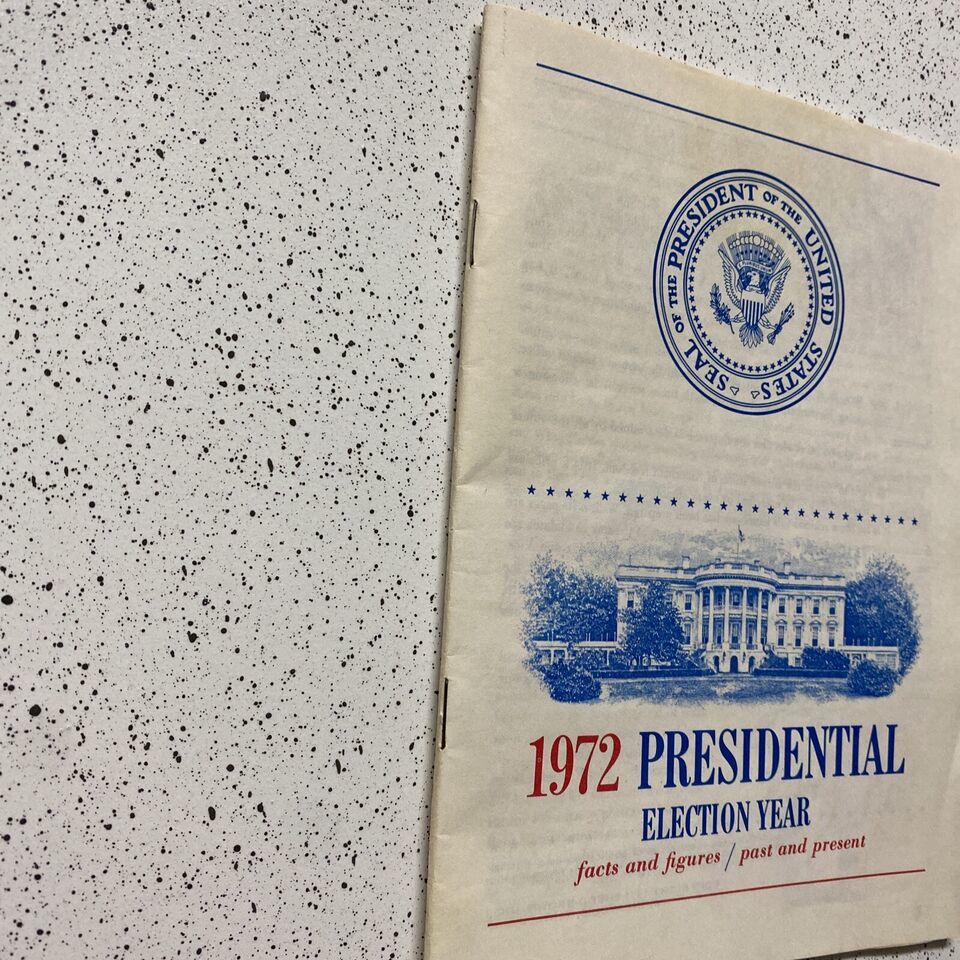 SEAL OF THE PRESIDENT OF THE UNITED STATES
1972 PRESIDENTIAL
ELECTION YEAR
facts and figures / past and present